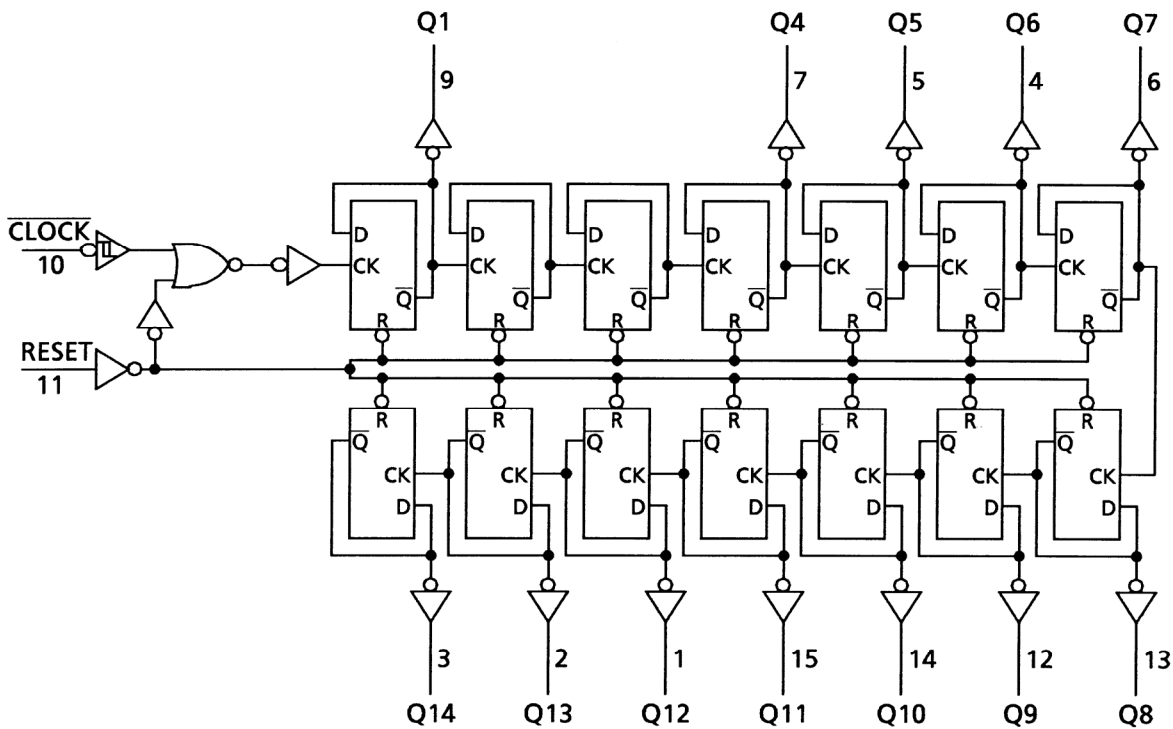 Q1 Q4 Q5 Q6 Q7
9 7 5 4 6
D D D D D D D
C̅L̅O̅C̅K̅
10
CK CK CK CK CK CK CK
Q̅ Q̅ Q̅ Q̅ Q̅ Q̅ Q̅
R R R R R R R
RESET
11
R R R R R R R
Q̅ Q̅ Q̅ Q̅ Q̅ Q̅ Q̅
CK CK CK CK CK CK CK
D D D D D D D
3 2 1 15 14 12 13
Q14 Q13 Q12 Q11 Q10 Q9 Q8